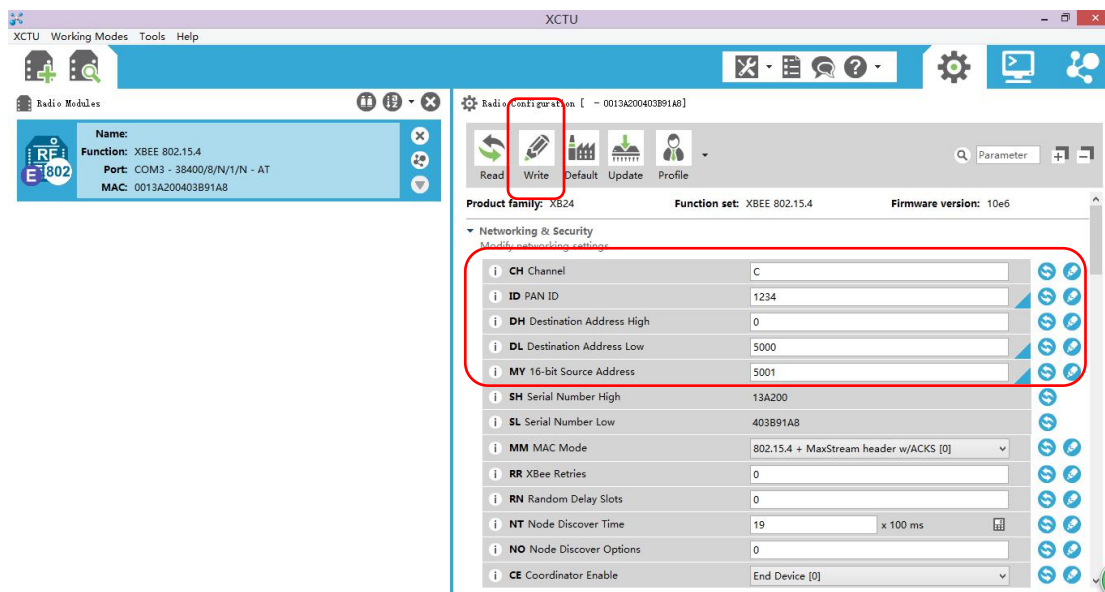 XCTU
XCTU Working Modes Tools Help
Radio Modules
Name:
Function: XBEE 802.15.4
Port: COM3 - 38400/8/N/1/N - AT
MAC: 0013A200403B91A8
RF
E 802
Radio Configuration [ - 0013A200403B91A8]
Read Write Default Update Profile
Parameter
Product family: XB24 Function set: XBEE 802.15.4 Firmware version: 10e6
Networking & Security
Modify networking settings
i CH Channel C
i ID PAN ID 1234
i DH Destination Address High 0
i DL Destination Address Low 5000
i MY 16-bit Source Address 5001
i SH Serial Number High 13A200
i SL Serial Number Low 403B91A8
i MM MAC Mode 802.15.4 + MaxStream header w/ACKS [0]
i RR XBee Retries 0
i RN Random Delay Slots 0
i NT Node Discover Time 19 x 100 ms
i NO Node Discover Options 0
i CE Coordinator Enable End Device [0]